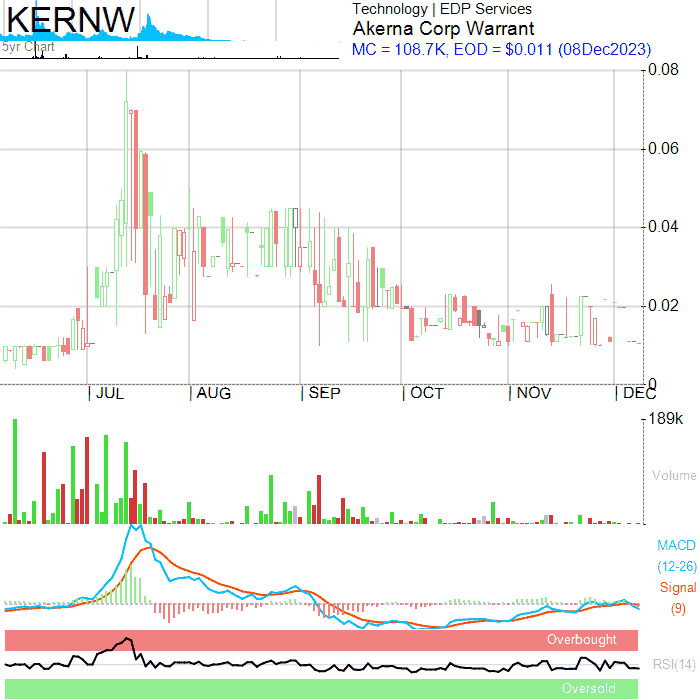 KERNW
Technology | EDP Services
Akerna Corp Warrant
MC = 108.7K, EOD = $0.011 (08Dec2023)
5yr Chart
0.08
0.06
0.04
0.02
0
JUL
AUG
SEP
OCT
NOV
DEC
189k
Volume
MACD
(12-26)
Signal
(9)
Overbought
RSI(14)
Oversold